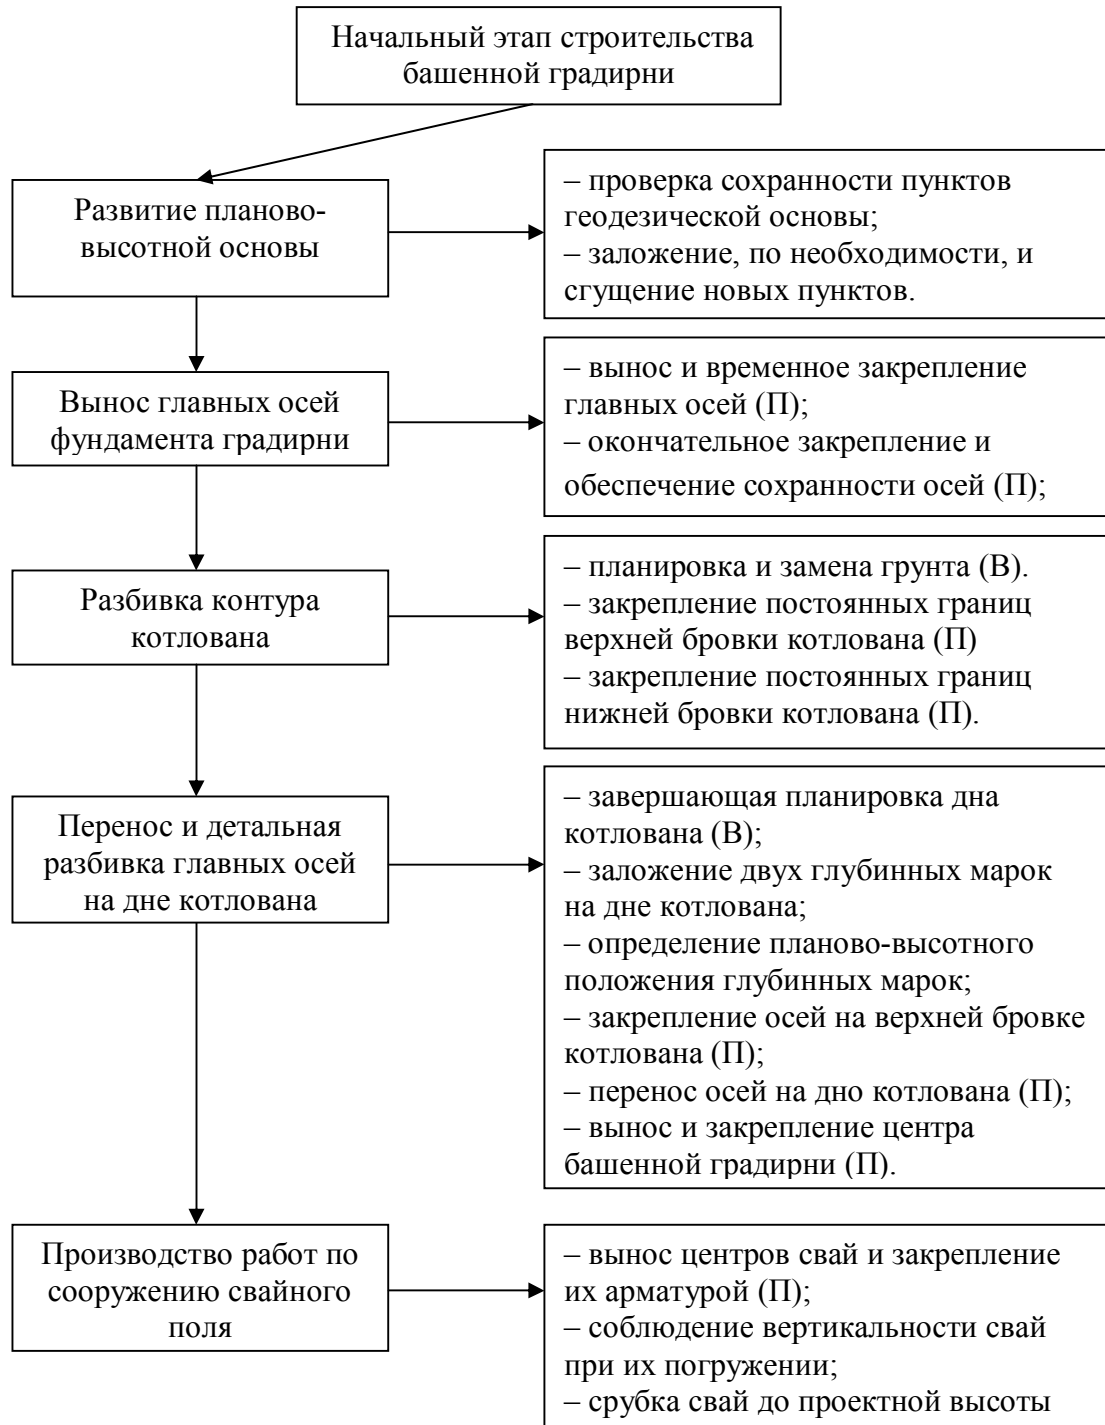 Начальный этап строительства
башенной градирни
Развитие планово-
высотной основы
– проверка сохранности пунктов
геодезической основы;
– заложение, по необходимости, и
сгущение новых пунктов.
Вынос главных осей
фундамента градирни
– вынос и временное закрепление
главных осей (П);
– окончательное закрепление и
обеспечение сохранности осей (П);
Разбивка контура
котлована
– планировка и замена грунта (В).
– закрепление постоянных границ
верхней бровки котлована (П)
– закрепление постоянных границ
нижней бровки котлована (П).
Перенос и детальная
разбивка главных осей
на дне котлована
– завершающая планировка дна
котлована (В);
– заложение двух глубинных марок
на дне котлована;
– определение планово-высотного
положения глубинных марок;
– закрепление осей на верхней бровке
котлована (П);
– перенос осей на дно котлована (П);
– вынос и закрепление центра
башенной градирни (П).
Производство работ по
сооружению свайного
поля
– вынос центров свай и закрепление
их арматурой (П);
– соблюдение вертикальности свай
при их погружении;
– срубка свай до проектной высоты